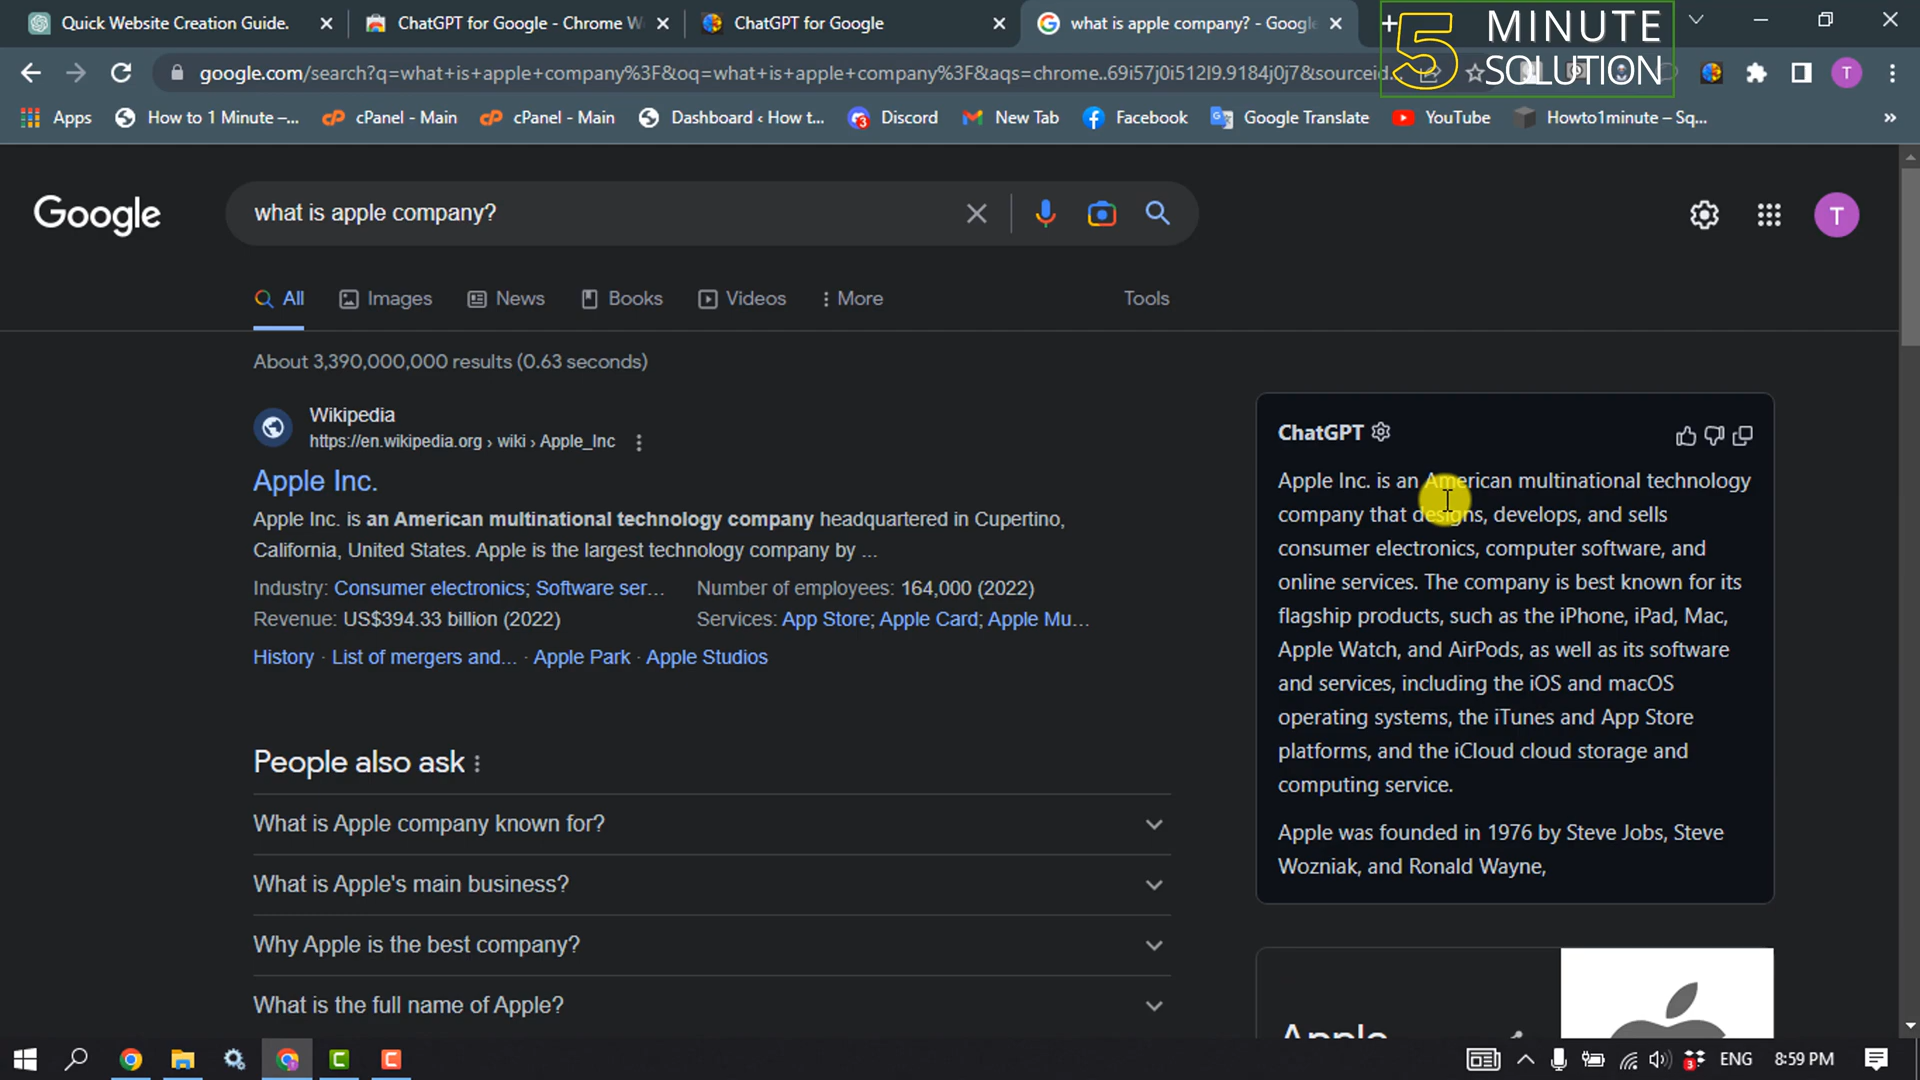 Quick Website Creation Guide.
ChatGPT for Google - Chrome W
ChatGPT for Google
what is apple company? - Google
5 MINUTE SOLUTION
google.com/search?q=what+is+apple+company%3F&oq=what+is+apple+company%3F&aqs=chrome..69i57j0i512l9.9184j0j7&sourceid...
T
Apps
How to 1 Minute –...
cPanel - Main
cPanel - Main
Dashboard ‹ How t...
Discord
New Tab
Facebook
Google Translate
YouTube
Howto1minute – Sq...
»
Google
what is apple company?
T
All
Images
News
Books
Videos
More
Tools
About 3,390,000,000 results (0.63 seconds)
Wikipedia
https://en.wikipedia.org › wiki › Apple_Inc
Apple Inc.
Apple Inc. is an American multinational technology company headquartered in Cupertino,
California, United States. Apple is the largest technology company by ...
Industry: Consumer electronics; Software ser...
Number of employees: 164,000 (2022)
Revenue: US$394.33 billion (2022)
Services: App Store; Apple Card; Apple Mu...
History · List of mergers and... · Apple Park · Apple Studios
People also ask
What is Apple company known for?
What is Apple's main business?
Why Apple is the best company?
What is the full name of Apple?
ChatGPT
Apple Inc. is an American multinational technology
company that designs, develops, and sells
consumer electronics, computer software, and
online services. The company is best known for its
flagship products, such as the iPhone, iPad, Mac,
Apple Watch, and AirPods, as well as its software
and services, including the iOS and macOS
operating systems, the iTunes and App Store
platforms, and the iCloud cloud storage and
computing service.
Apple was founded in 1976 by Steve Jobs, Steve
Wozniak, and Ronald Wayne,
Apple
ENG
8:59 PM